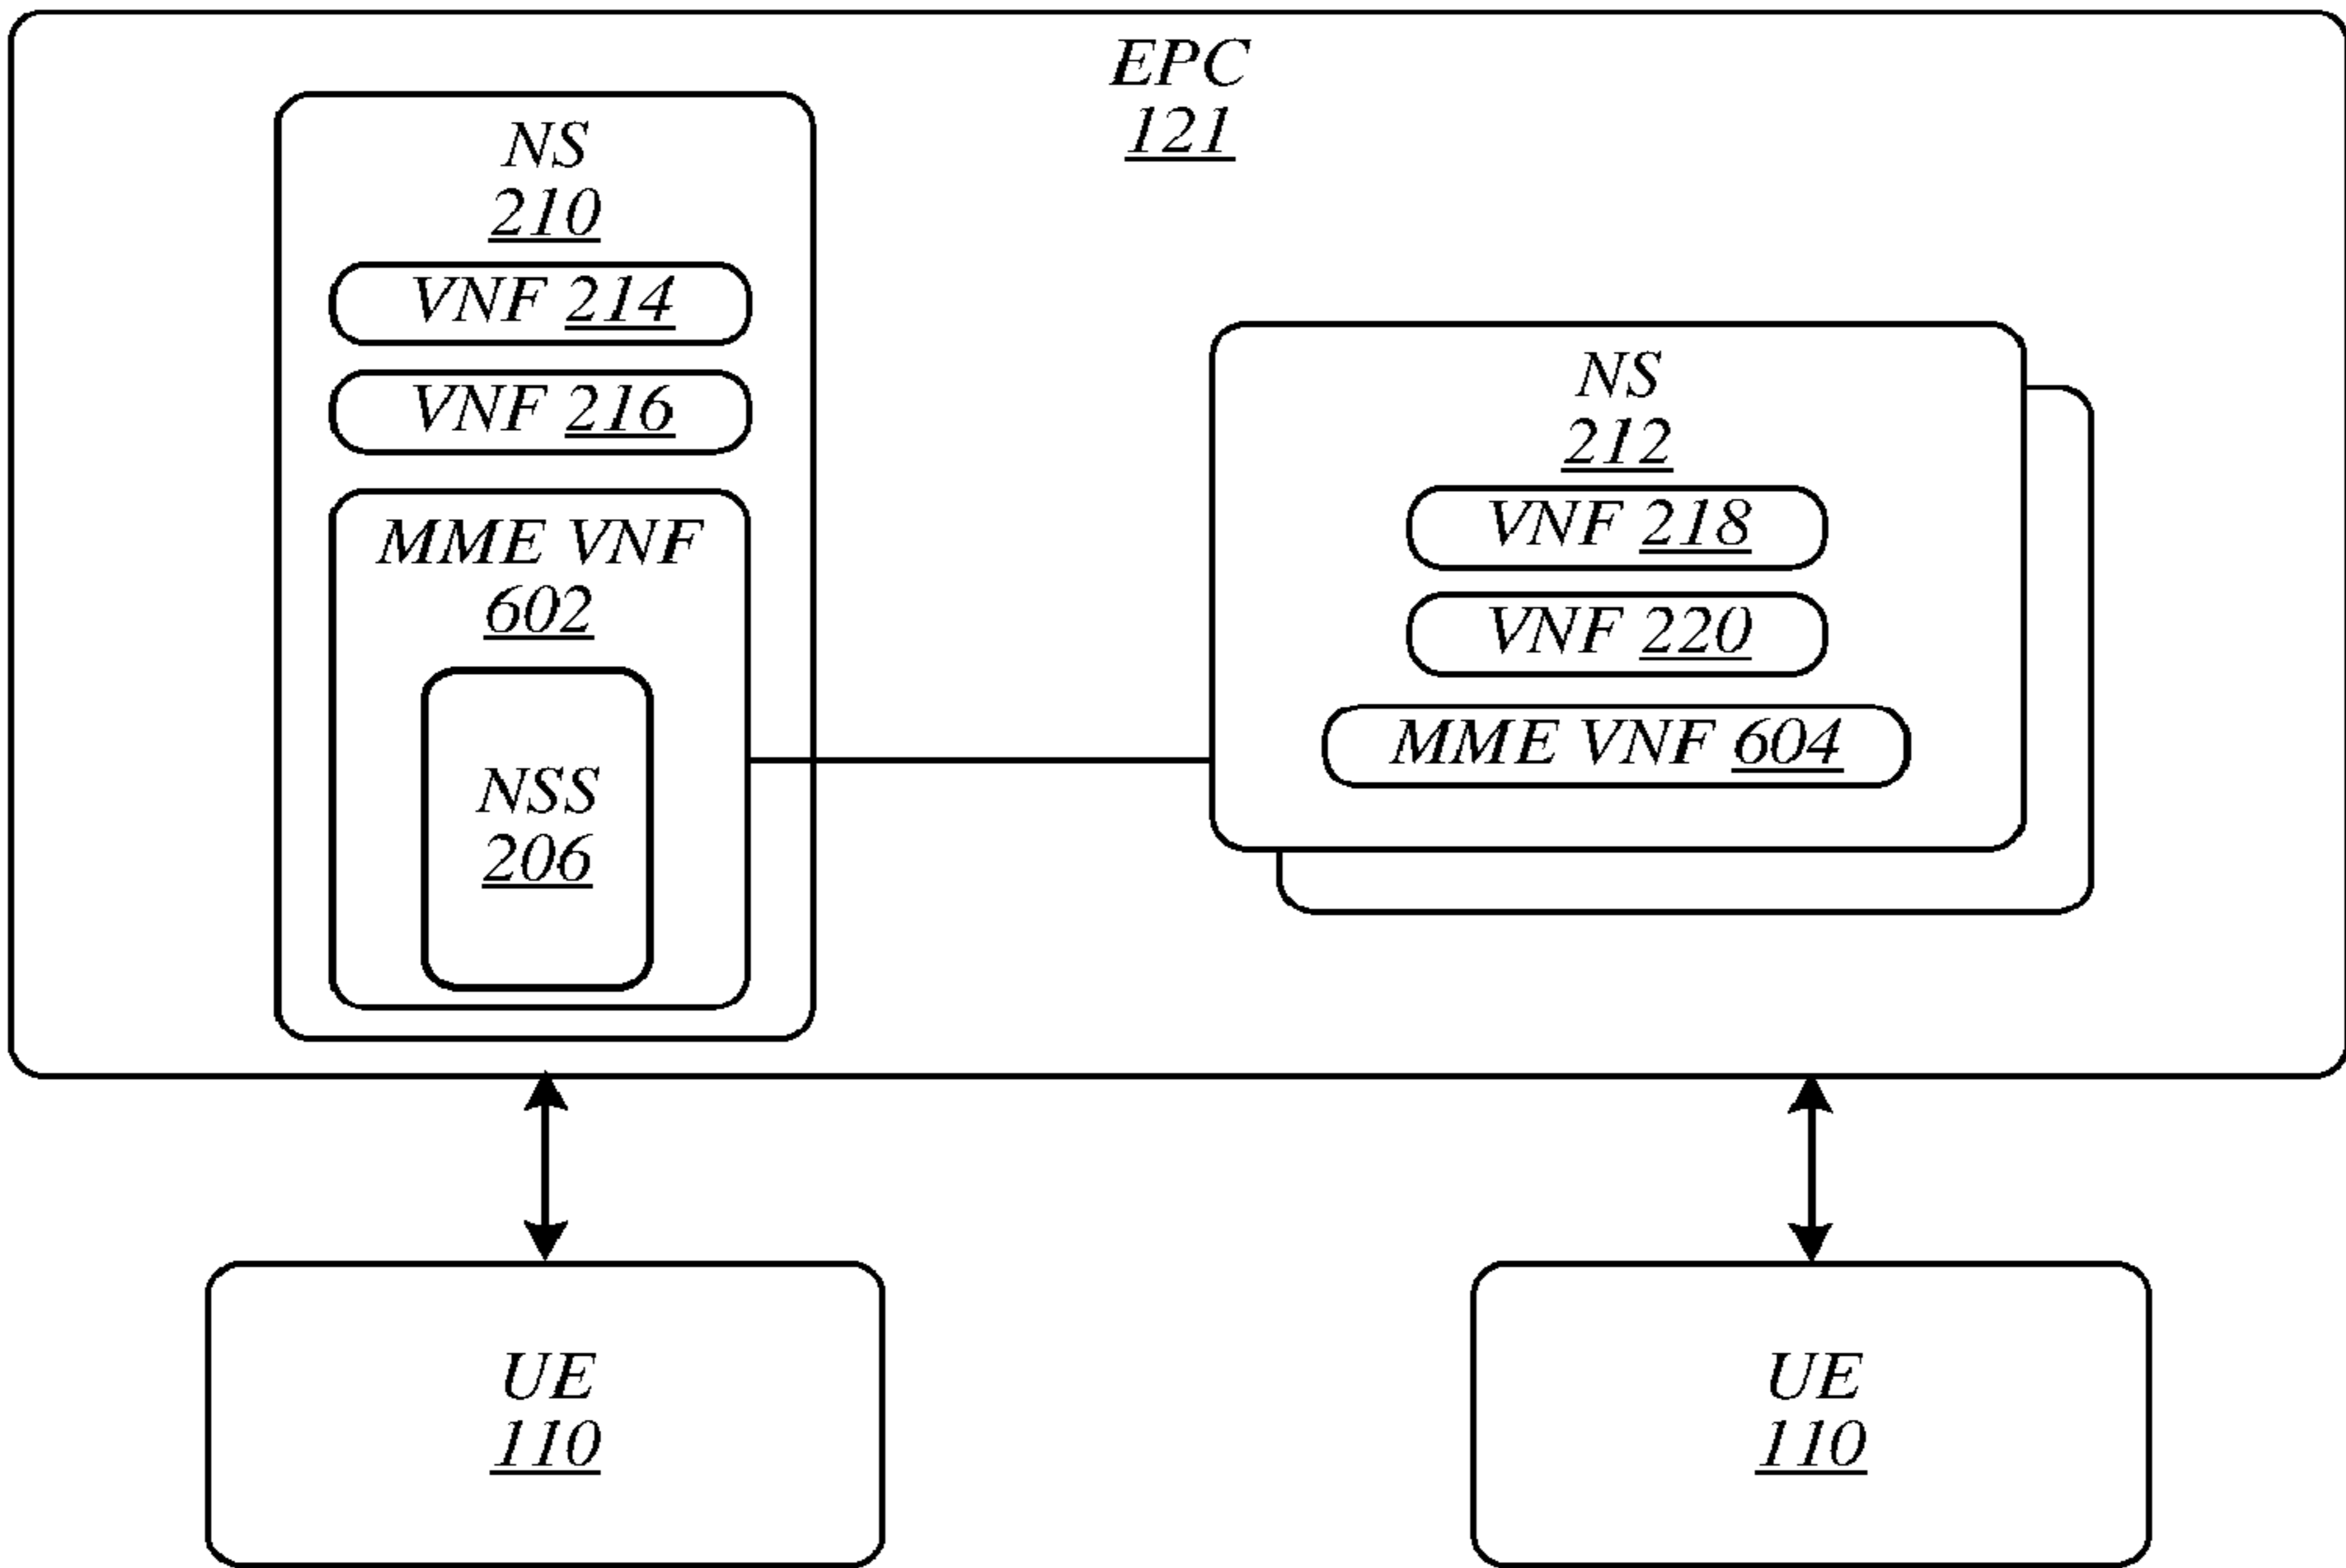 EPC
121
NS
210
VNF 214
VNF 216
MME VNF
602
NSS
206
NS
212
VNF 218
VNF 220
MME VNF 604
UE
110
UE
110